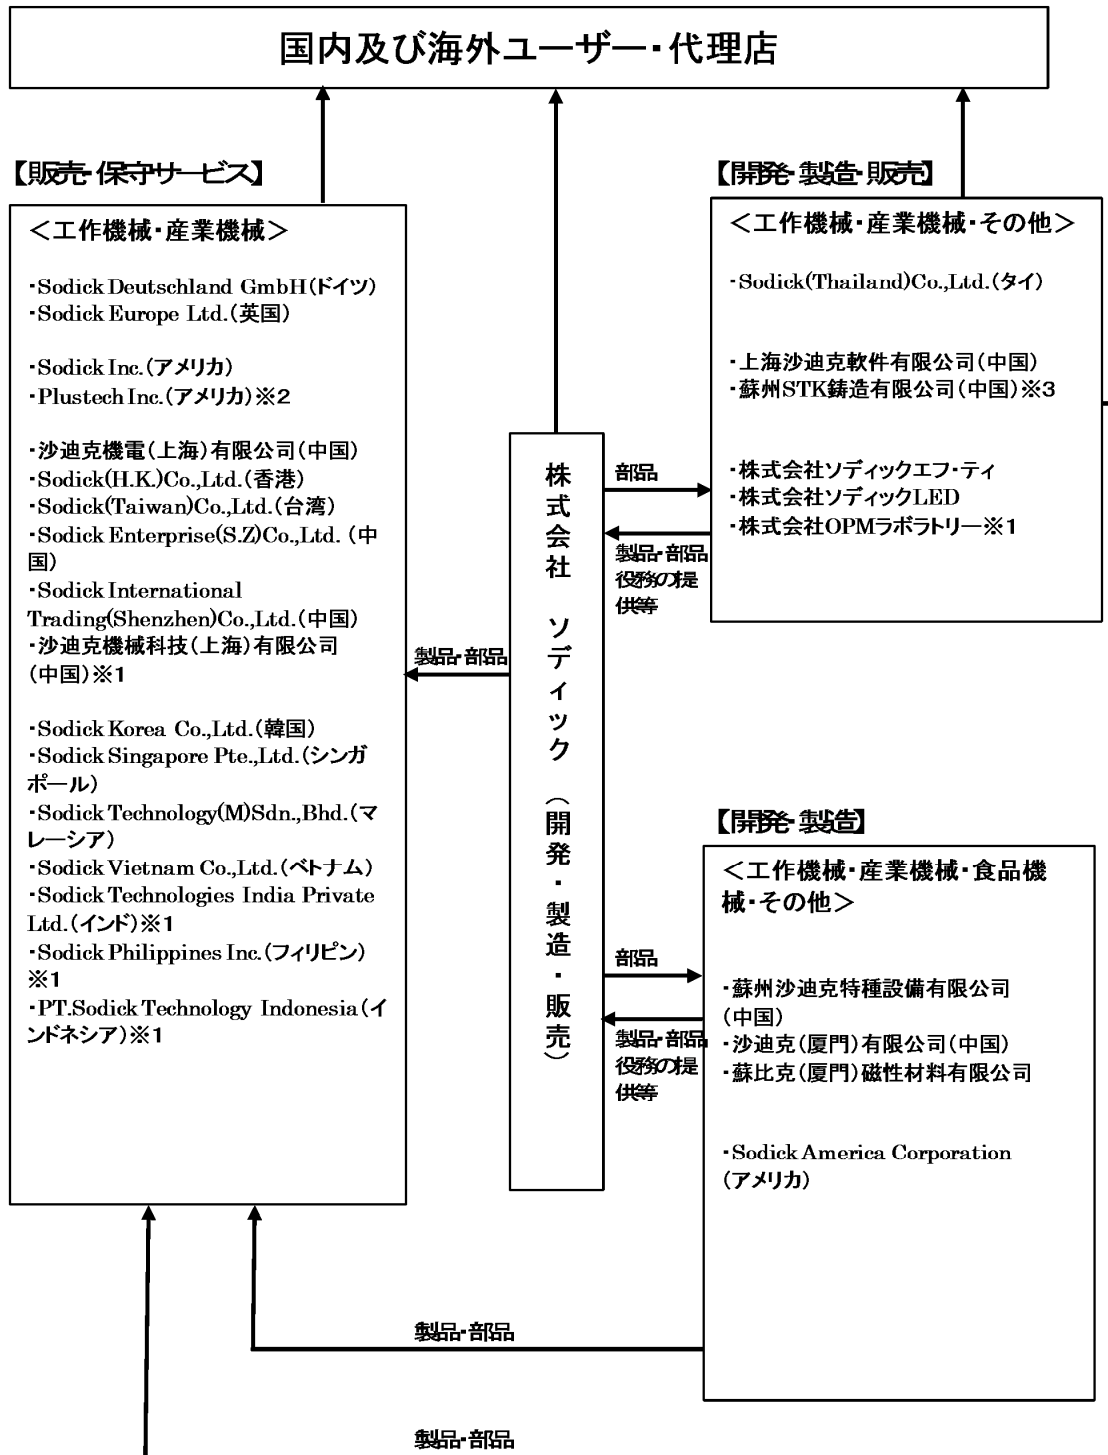 国内及び海外ユーザー・代理店
【販売・保守サービス】
＜工作機械・産業機械＞
・Sodick Deutschland GmbH(ドイツ)
・Sodick Europe Ltd.(英国)
・Sodick Inc.(アメリカ)
・Plustech Inc.(アメリカ)※2
・沙迪克機電(上海)有限公司(中国)
・Sodick(H.K.)Co.,Ltd.(香港)
・Sodick(Taiwan)Co.,Ltd.(台湾)
・Sodick Enterprise(S.Z)Co.,Ltd. (中
国)
・Sodick International
Trading(Shenzhen)Co.,Ltd.(中国)
・沙迪克機械科技(上海)有限公司
(中国)※1
・Sodick Korea Co.,Ltd.(韓国)
・Sodick Singapore Pte.,Ltd.(シンガ
ポール)
・Sodick Technology(M)Sdn.,Bhd.(マ
レーシア)
・Sodick Vietnam Co.,Ltd.(ベトナム)
・Sodick Technologies India Private
Ltd.(インド)※1
・Sodick Philippines Inc.(フィリピン)
※1
・PT.Sodick Technology Indonesia(イ
ンドネシア)※1
製品・部品
株式会社 ソディック (開発・製造・販売)
部品
製品・部品
役務の提
供等
【開発・製造・販売】
＜工作機械・産業機械・その他＞
・Sodick(Thailand)Co.,Ltd.(タイ)
・上海沙迪克軟件有限公司(中国)
・蘇州STK鋳造有限公司(中国)※3
・株式会社ソディックエフ・ティ
・株式会社ソディックLED
・株式会社OPMラボラトリー※1
部品
製品・部品
役務の提
供等
【開発・製造】
＜工作機械・産業機械・食品機
械・その他＞
・蘇州沙迪克特種設備有限公司
(中国)
・沙迪克(厦門)有限公司(中国)
・蘇比克(厦門)磁性材料有限公司
・Sodick America Corporation
(アメリカ)
製品・部品
製品・部品